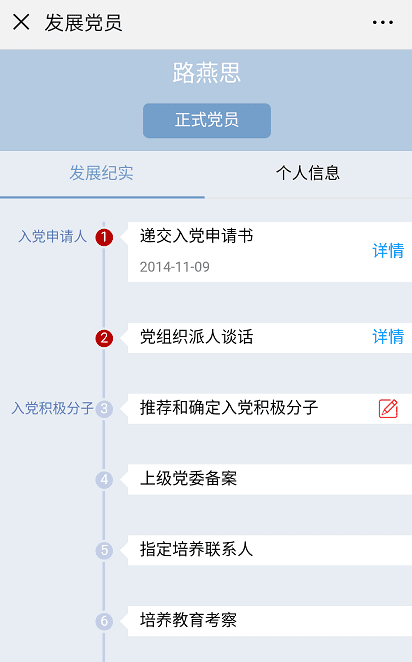 发展党员
路燕思
正式党员
发展纪实 个人信息
入党申请人 1 递交入党申请书
2014-11-09 详情
2 党组织派人谈话 详情
入党积极分子 3 推荐和确定入党积极分子
4 上级党委备案
5 指定培养联系人
6 培养教育考察